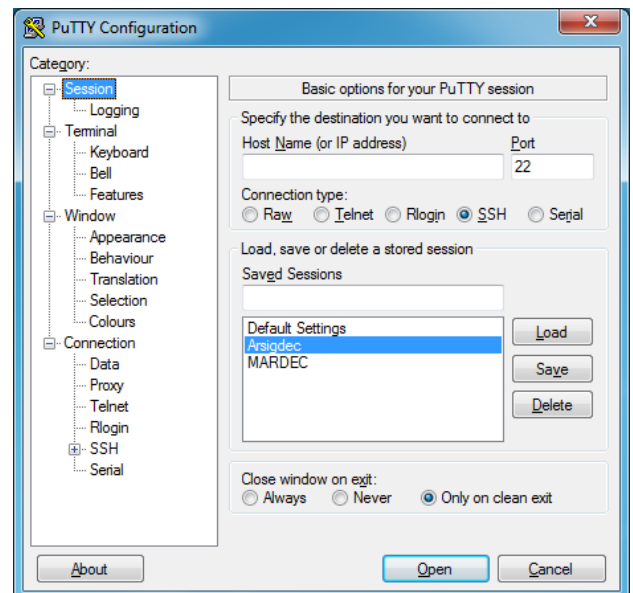 PuTTY Configuration
Category:
Session
Logging
Terminal
Keyboard
Bell
Features
Window
Appearance
Behaviour
Translation
Selection
Colours
Connection
Data
Proxy
Telnet
Rlogin
SSH
Serial
Basic options for your PuTTY session
Specify the destination you want to connect to
Host Name (or IP address) Port
22
Connection type:
Raw Telnet Rlogin SSH Serial
Load, save or delete a stored session
Saved Sessions
Default Settings Load
Arsigdec
MARDEC Save
Delete
Close window on exit:
Always Never Only on clean exit
About Open Cancel